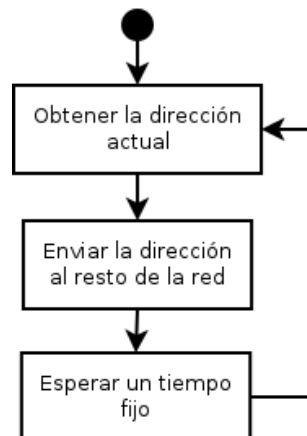 Obtener la dirección
actual
Enviar la dirección
al resto de la red
Esperar un tiempo
fijo